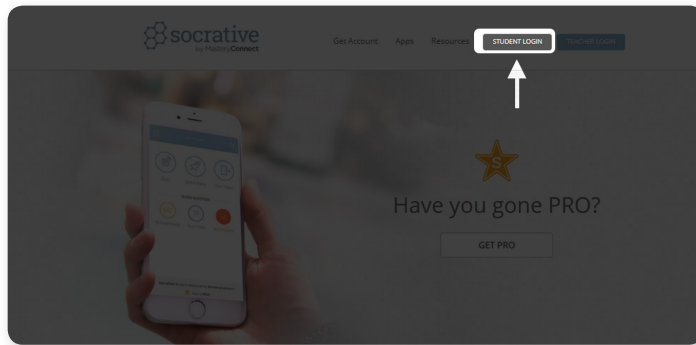 socrative
by MasteryConnect
Get Account Apps Resources STUDENT LOGIN TEACHER LOGIN
S
Have you gone PRO?
GET PRO